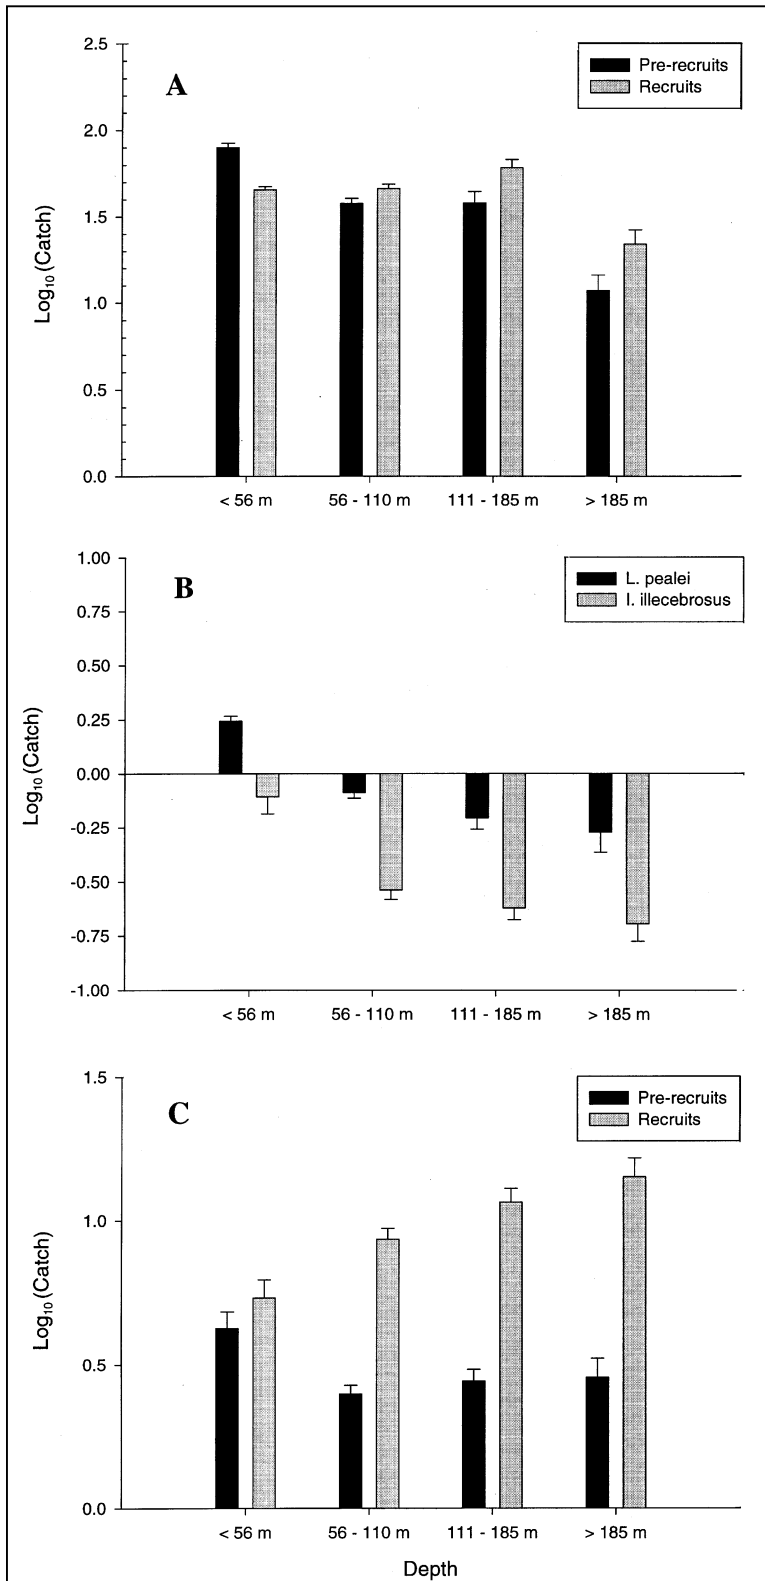 2.5
A
Pre-recruits
Recruits
2.0
1.5
Log10 (Catch)
1.0
0.5
0.0
< 56 m 56 - 110 m 111 - 185 m > 185 m
1.00
B
L. pealei
I. illecebrosus
0.75
0.50
0.25
Log10 (Catch)
0.00
-0.25
-0.50
-0.75
-1.00
< 56 m 56 - 110 m 111 - 185 m > 185 m
1.5
C
Pre-recruits
Recruits
1.0
Log10 (Catch)
0.5
0.0
< 56 m 56 - 110 m 111 - 185 m > 185 m
Depth